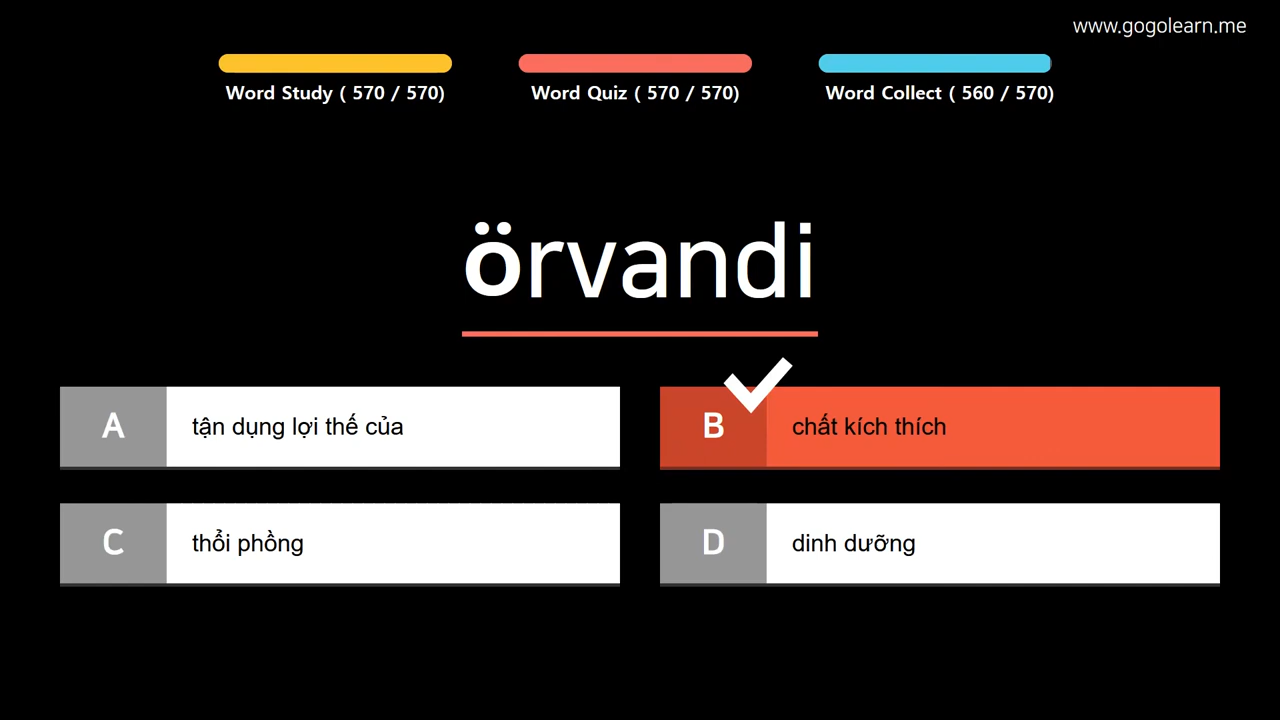 www.gogolearn.me
Word Study ( 570 / 570)
Word Quiz ( 570 / 570)
Word Collect ( 560 / 570)
örvandi
A tận dụng lợi thế của
B chất kích thích
C thổi phồng
D dinh dưỡng